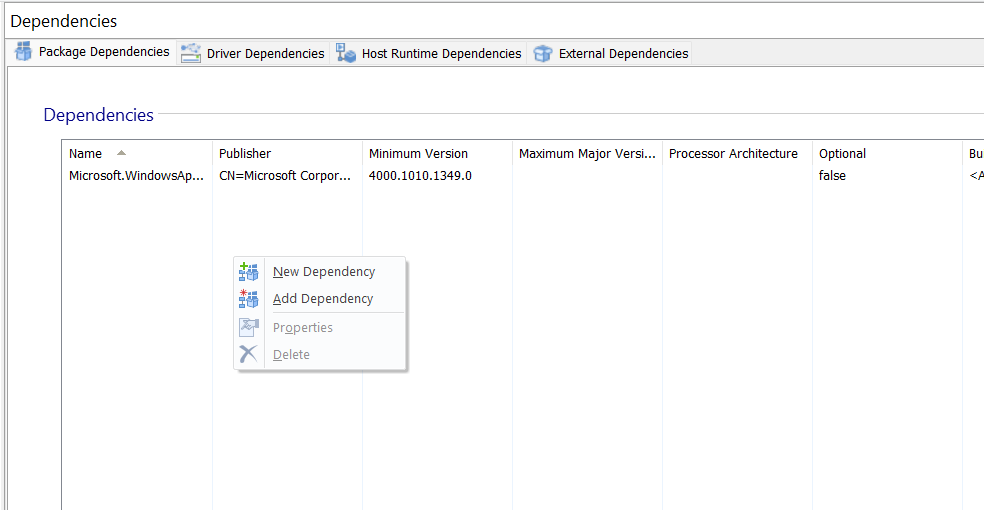 Dependencies
Package Dependencies Driver Dependencies Host Runtime Dependencies External Dependencies
Dependencies
Name Publisher Minimum Version Maximum Major Versi... Processor Architecture Optional Bu
Microsoft.WindowsAp... CN=Microsoft Corpor... 4000.1010.1349.0 false <A
New Dependency
Add Dependency
Properties
Delete